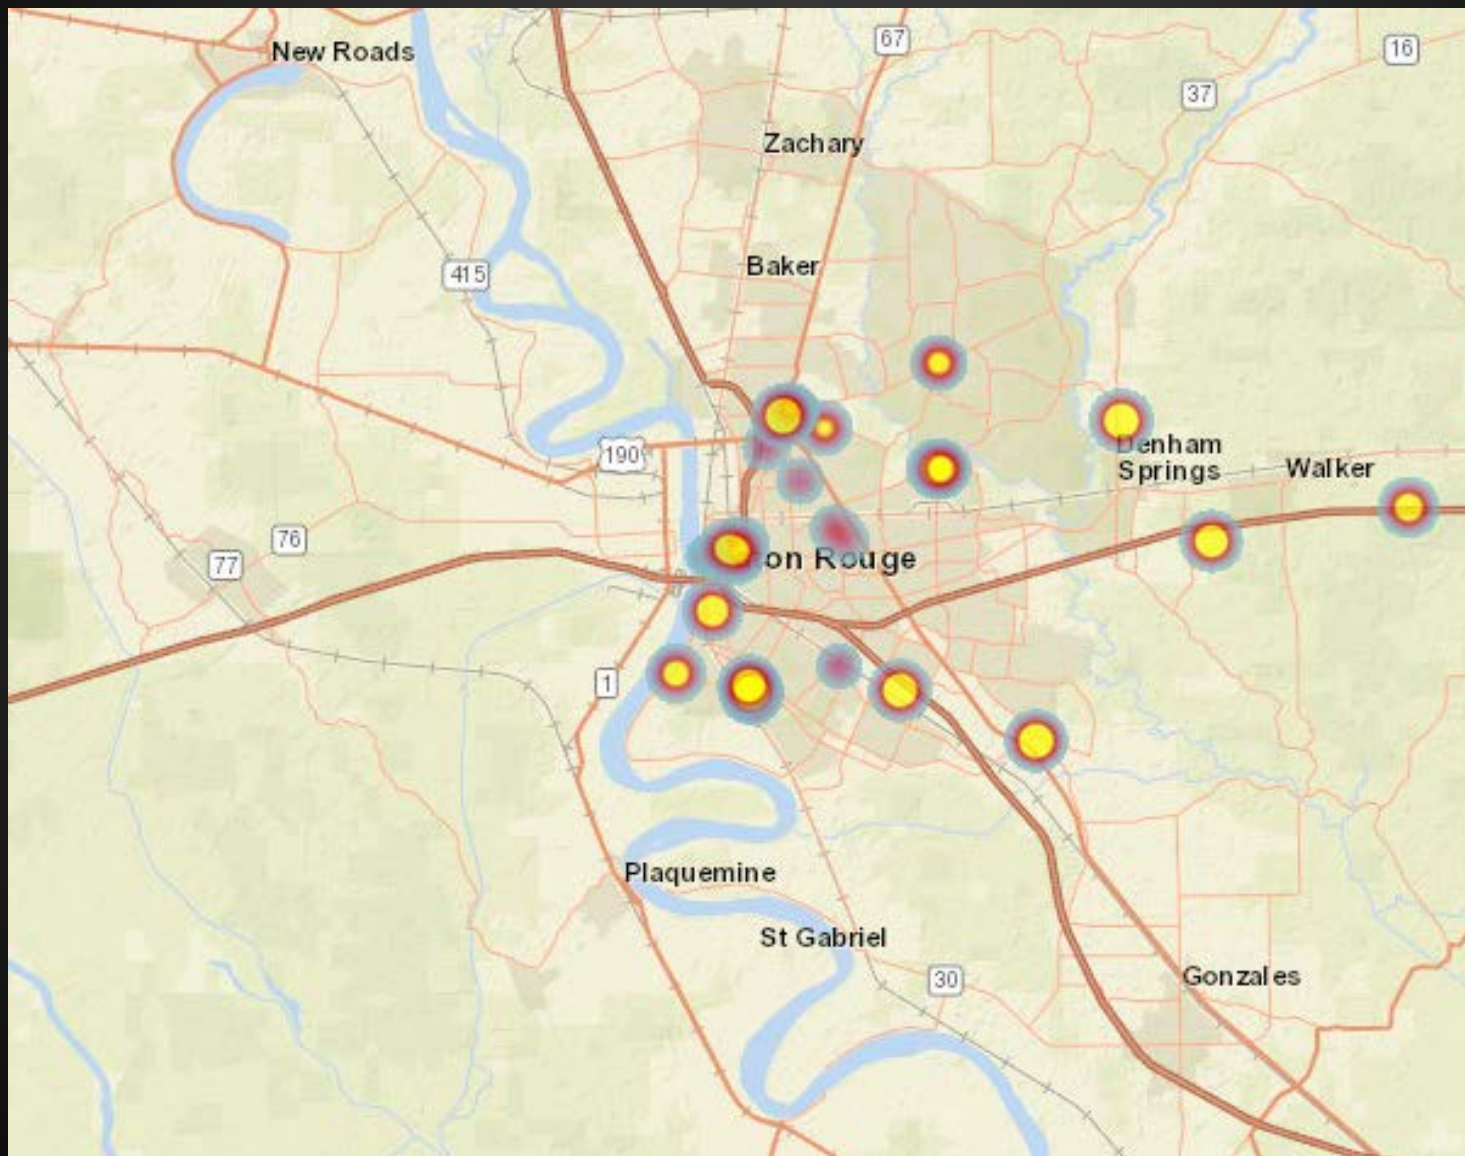 New Roads
67
16
37
Zachary
Baker
415
Denham
Springs
Walker
190
76
on Rouge
77
1
Plaquemine
St Gabriel
Gonzales
30